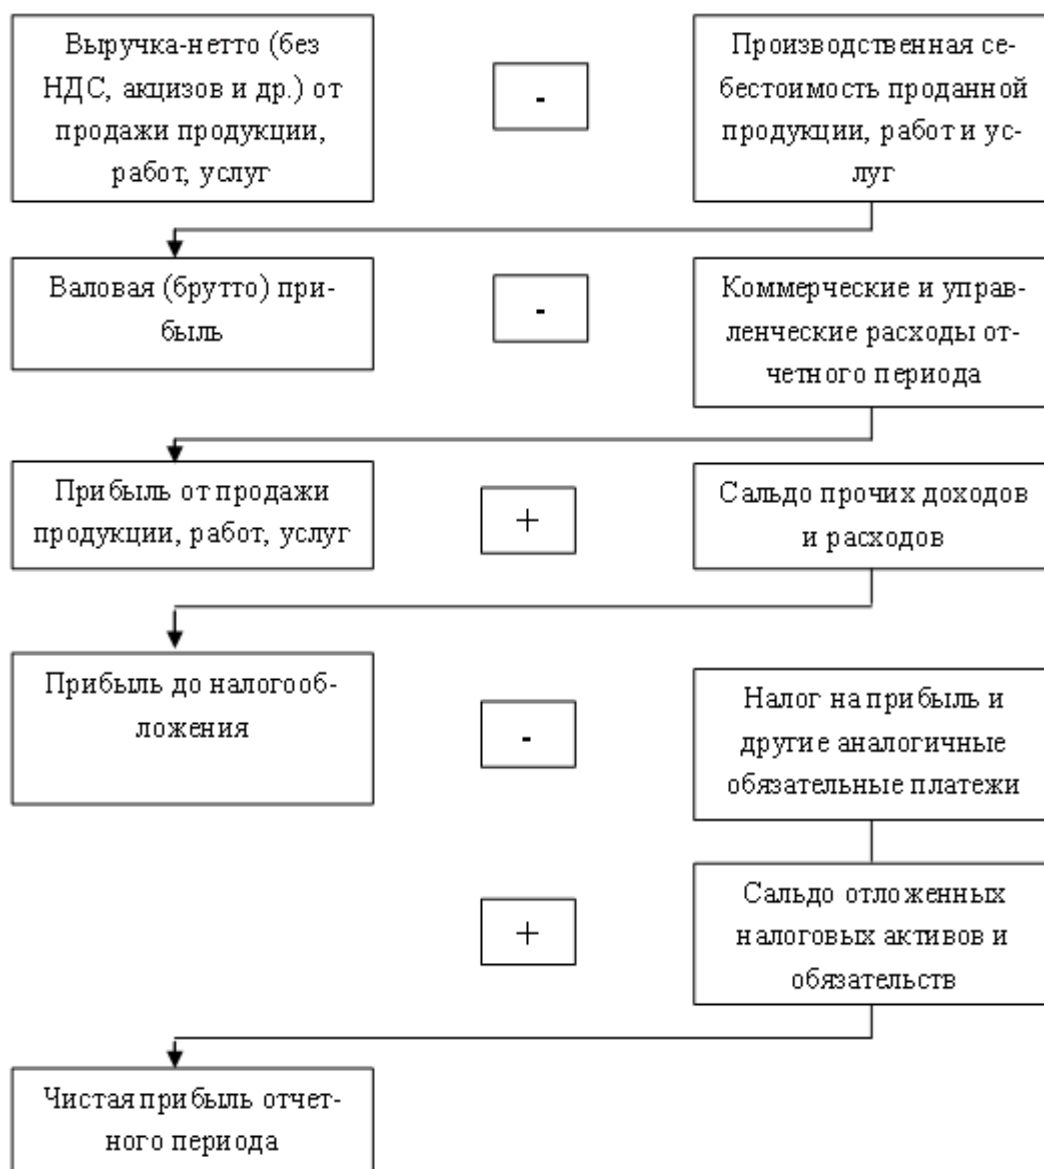 Выручка-нетто (без
НДС, акцизов и др.) от
продажи продукции,
работ, услуг
-
Производственная се-
бестоимость проданной
продукции, работ и ус-
луг
Валовая (брутто) при-
быль
-
Коммерческие и управ-
ленческие расходы от-
четного периода
Прибыль от продажи
продукции, работ, услуг
+
Сальдо прочих доходов
и расходов
Прибыль до налогооб-
ложения
-
Налог на прибыль и
другие аналогичные
обязательные платежи
+
Сальдо отложенных
налоговых активов и
обязательств
Чистая прибыль отчет-
ного периода